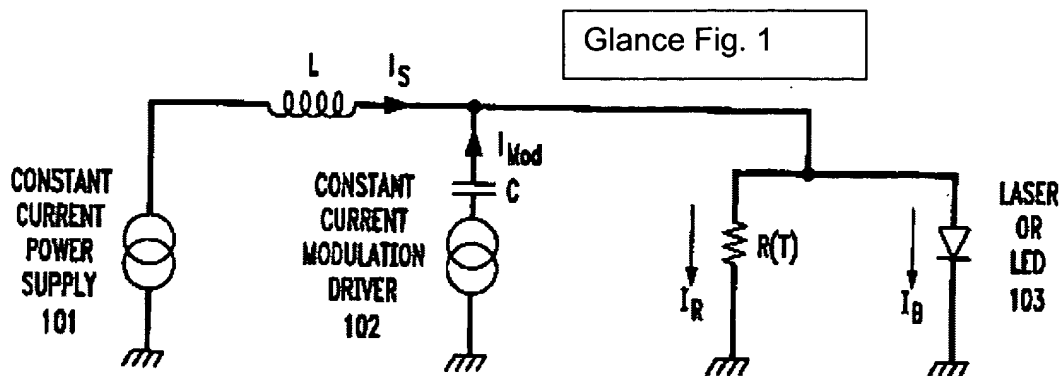 Glance Fig. 1
L
I_S
I_Mod
C
CONSTANT
CURRENT
POWER
SUPPLY
101
CONSTANT
CURRENT
MODULATION
DRIVER
102
R(T)
I_R
I_B
LASER
OR
LED
103